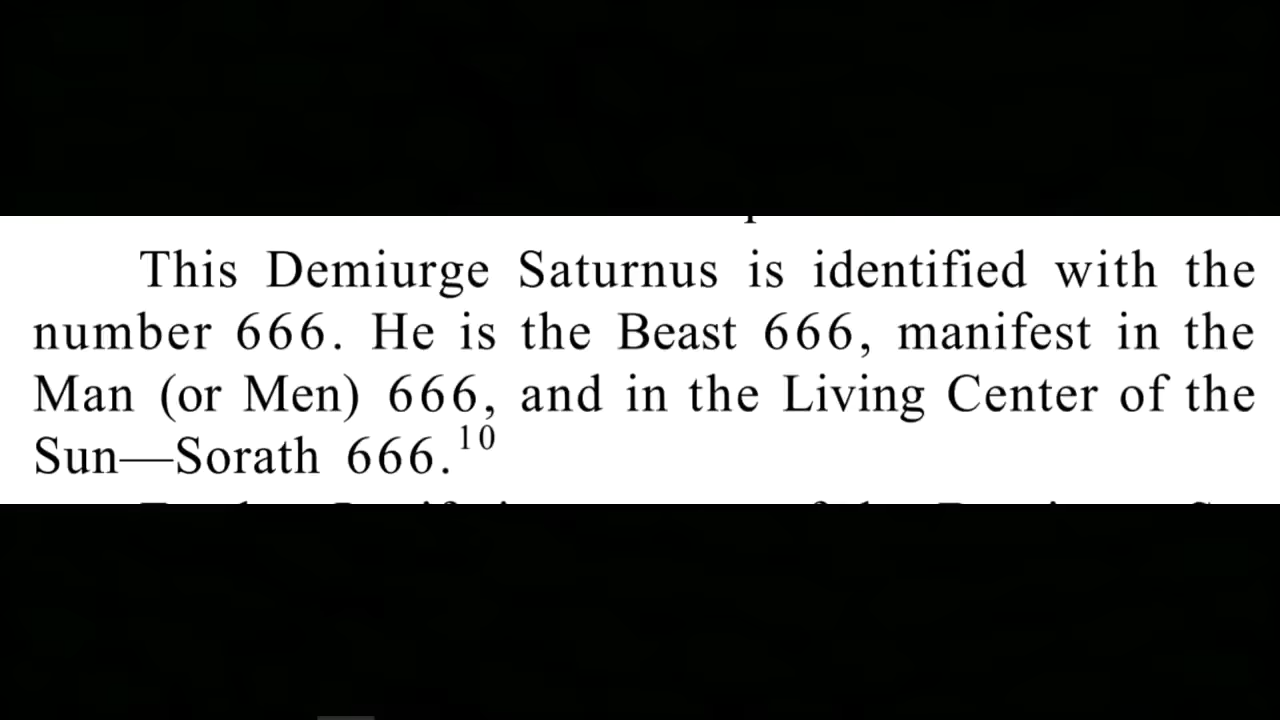 This Demiurge Saturnus is identified with the
number 666. He is the Beast 666, manifest in the
Man (or Men) 666, and in the Living Center of the
Sun—Sorath 666.10